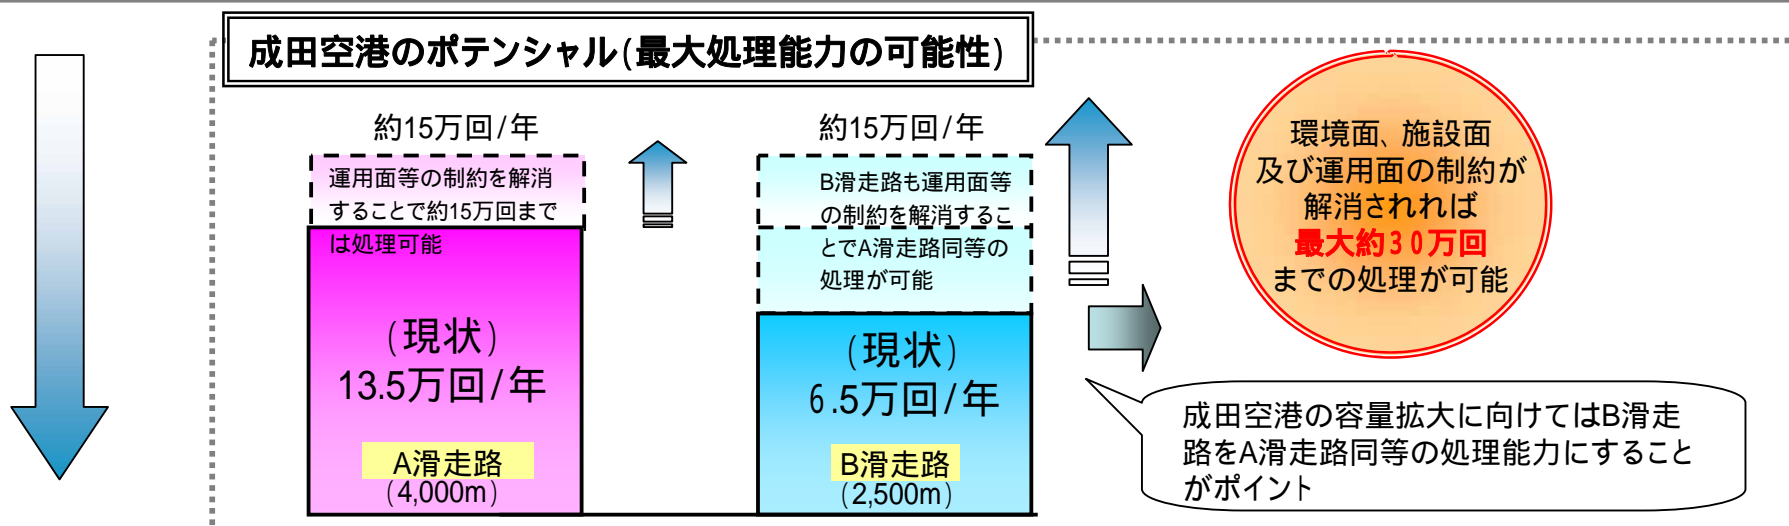 成田空港のポテンシャル(最大処理能力の可能性)
約15万回/年
運用面等の制約を解消
することで約15万回まで
は処理可能
(現状)
13.5万回/年
A滑走路
(4,000m)
約15万回/年
B滑走路も運用面等
の制約を解消するこ
とでA滑走路同等の
処理が可能
(現状)
6.5万回/年
B滑走路
(2,500m)
環境面、施設面
及び運用面の制約が
解消されれば
最大約30万回
までの処理が可能
成田空港の容量拡大に向けてはB滑走
路をA滑走路同等の処理能力にすること
がポイント